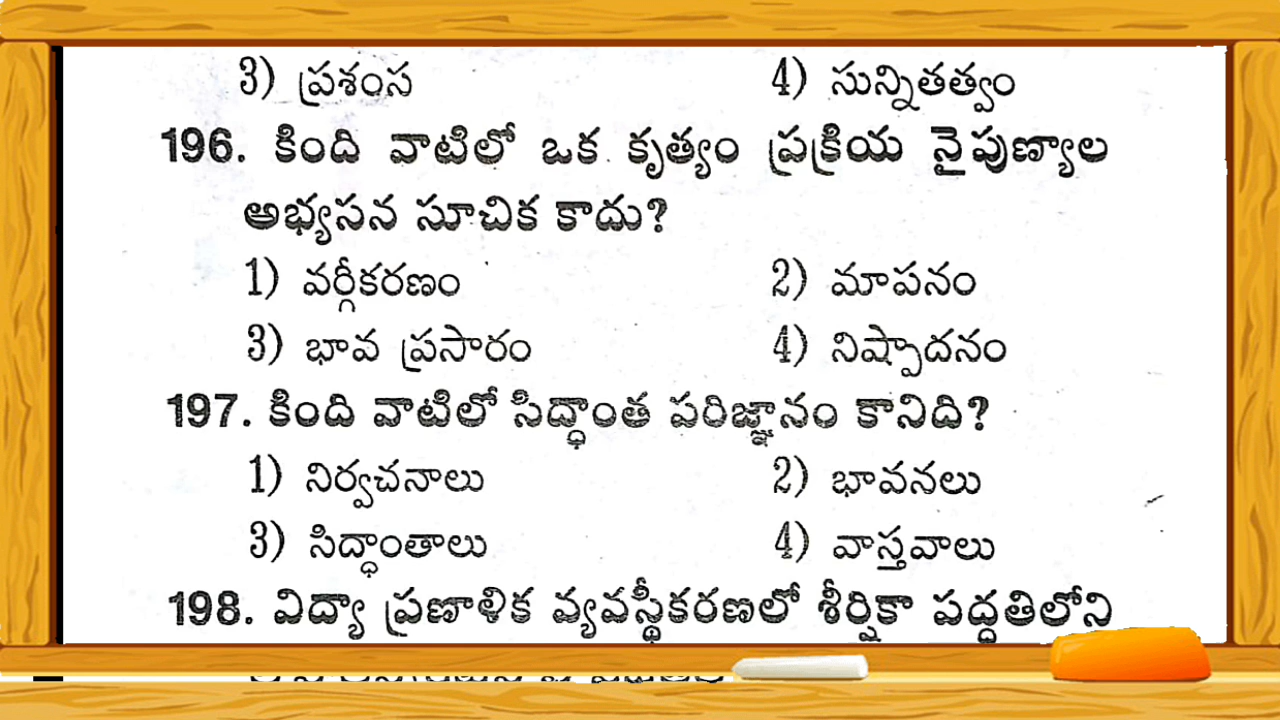 3) ప్రశంస 4) సున్నితత్వం
196. కింది వాటిలో ఒక కృత్యం ప్రక్రియ నైపుణ్యాల
అభ్యసన సూచిక కాదు?
1) వర్గీకరణం 2) మాపనం
3) భావ ప్రసారం 4) నిష్పాదనం
197. కింది వాటిలో సిద్ధాంత పరిజ్ఞానం కానిది?
1) నిర్వచనాలు 2) భావనలు
3) సిద్ధాంతాలు 4) వాస్తవాలు
198. విద్యా ప్రణాళిక వ్యవస్థీకరణలో శీర్షికా పద్ధతిలోని